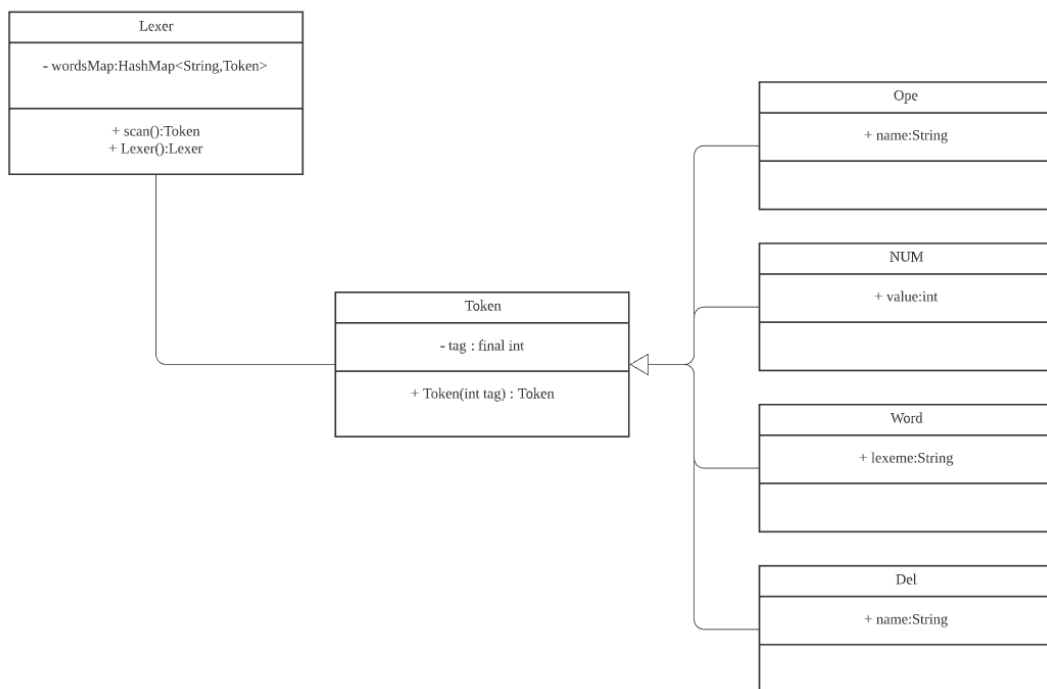 Lexer
- wordsMap:HashMap<String,Token>
+ scan():Token
+ Lexer():Lexer
Token
- tag : final int
+ Token(int tag) : Token
Ope
+ name:String
NUM
+ value:int
Word
+ lexeme:String
Del
+ name:String